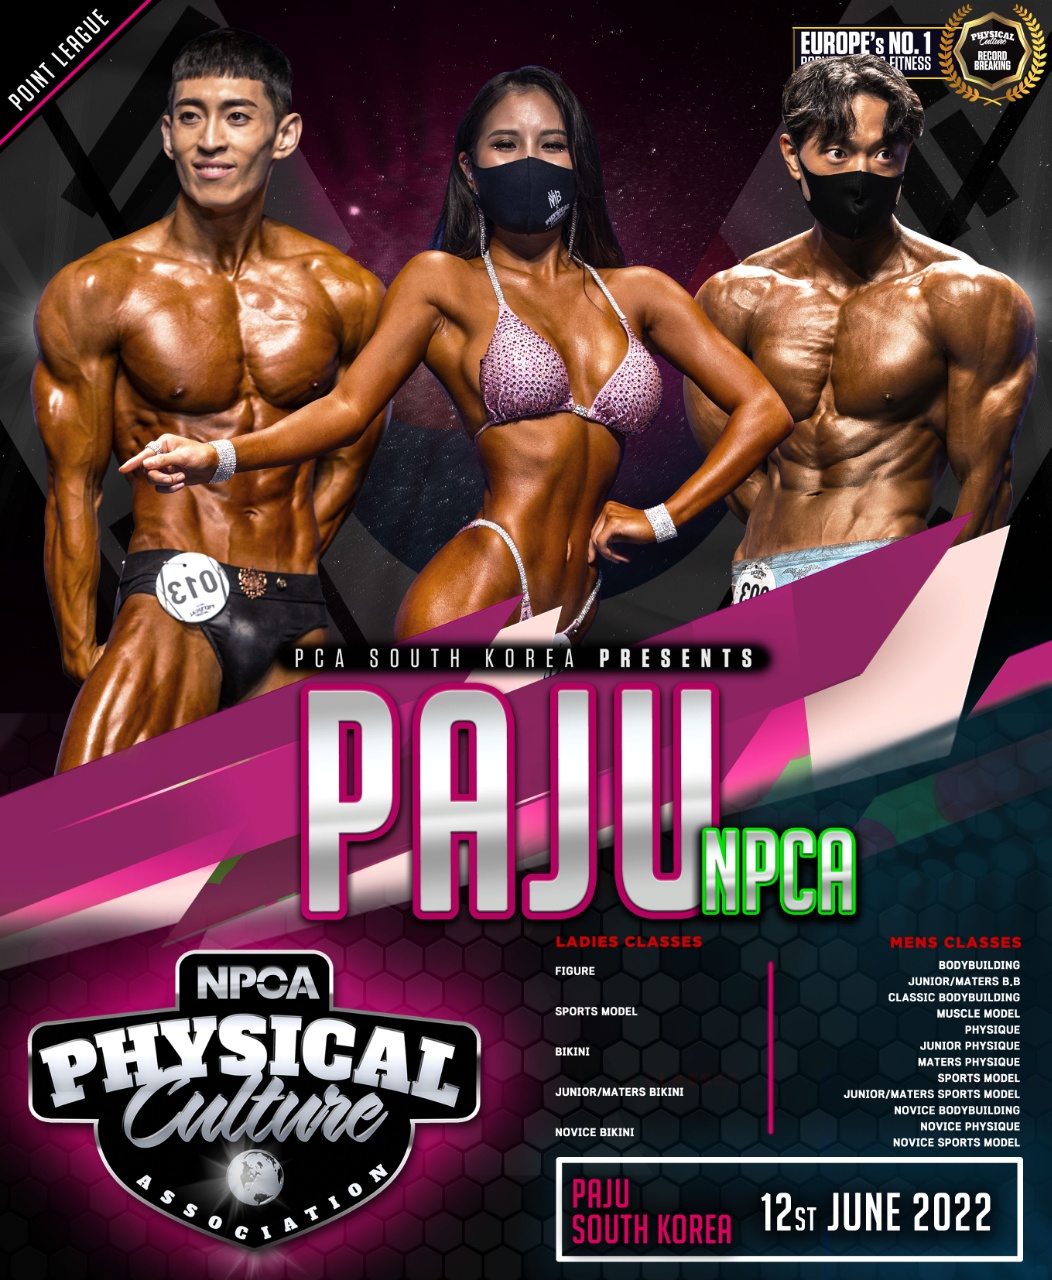 POINT LEAGUE
EUROPE's NO. 1
FITNESS
PHYSICAL
Culture
RECORD
BREAKING
013
PCA SOUTH KOREA PRESENTS
PAJU
NPCA
LADIES CLASSES
FIGURE
SPORTS MODEL
BIKINI
JUNIOR/MATERS BIKINI
NOVICE BIKINI
MENS CLASSES
BODYBUILDING
JUNIOR/MATERS B,B
CLASSIC BODYBUILDING
MUSCLE MODEL
PHYSIQUE
JUNIOR PHYSIQUE
MATERS PHYSIQUE
SPORTS MODEL
JUNIOR/MATERS SPORTS MODEL
NOVICE BODYBUILDING
NOVICE PHYSIQUE
NOVICE SPORTS MODEL
NPCA
PHYSICAL
Culture
ASSOCIATION
PAJU
SOUTH KOREA
12ST JUNE 2022